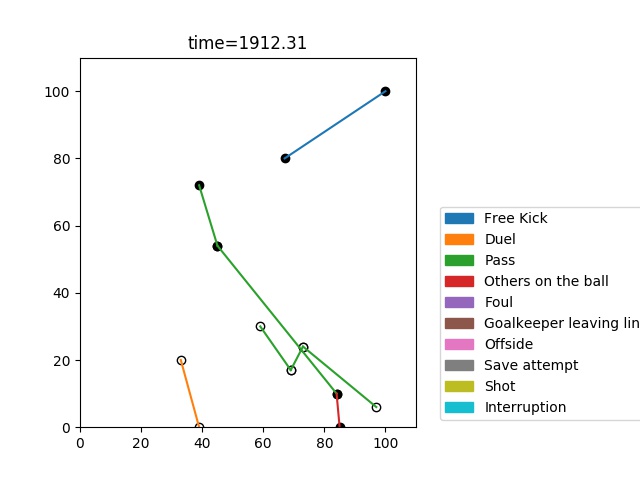 time=1912.31
100
80
60
40
20
0
0
20
40
60
80
100
Free Kick
Duel
Pass
Others on the ball
Foul
Goalkeeper leaving lin
Offside
Save attempt
Shot
Interruption